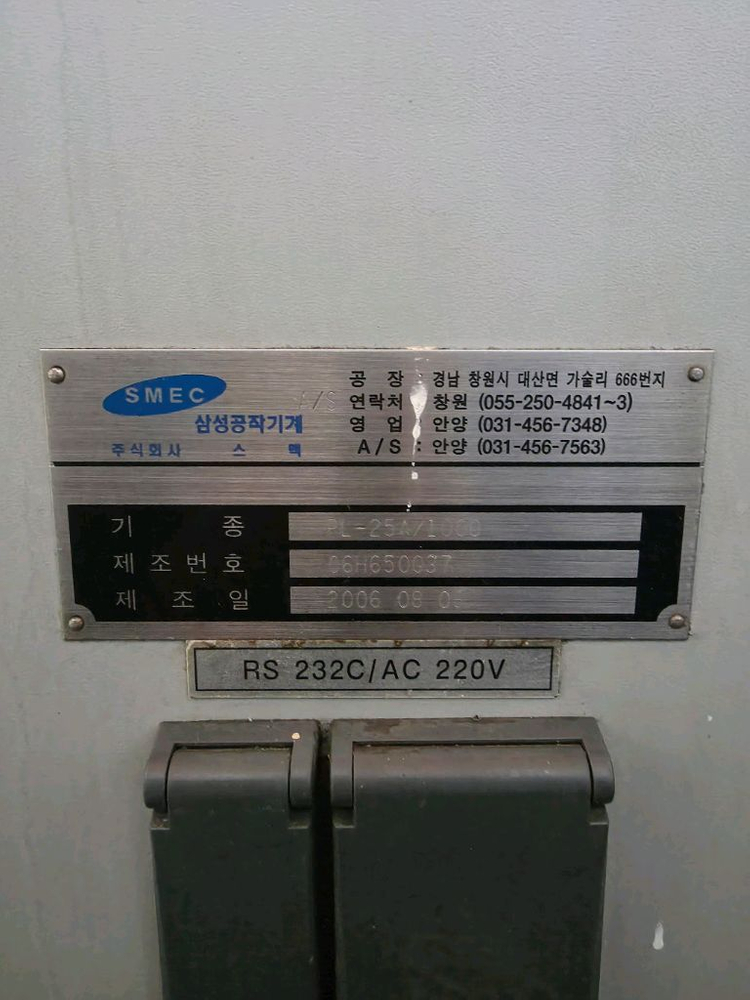 SMEC
삼성공작기계
주식회사 스맥
공장 : 경남 창원시 대산면 가술리 666번지
A/S 연락처 : 창원 (055-250-4841~3)
영업 : 안양 (031-456-7348)
A/S : 안양 (031-456-7563)
기종
제조번호 06H650037
제조일 2006 08
RS 232C/AC 220V